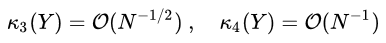 κ₃(Y) = 𝒪(N^{-1/2}) , κ₄(Y) = 𝒪(N^{-1})